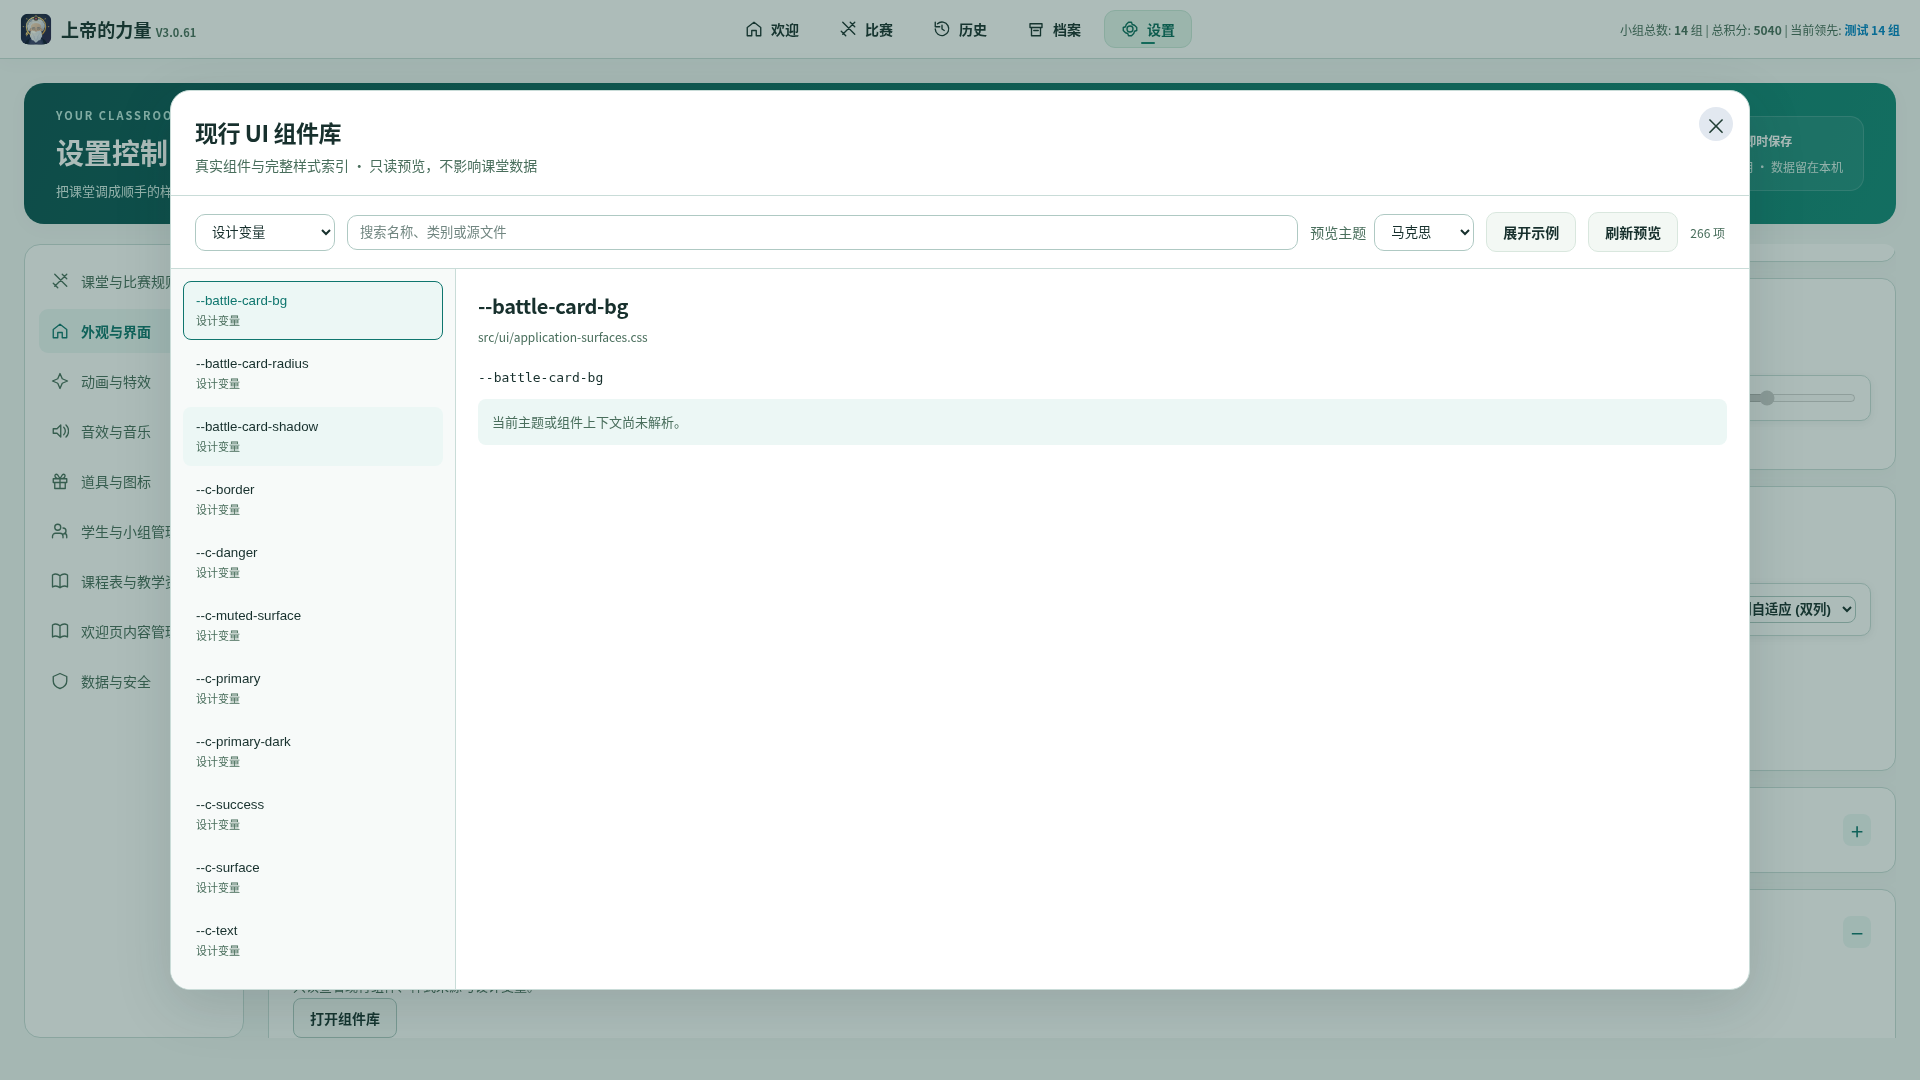 上帝的力量 V3.0.61
欢迎
比赛
历史
档案
设置
小组总数: 14 组 | 总积分: 5040 | 当前领先: 测试 14 组
YOUR CLASSROO
设置控制
把课堂调成顺手的样
即时保存
• 数据留在本机
课堂与比赛规则
外观与界面
动画与特效
音效与音乐
道具与图标
学生与小组管理
课程表与教学资
欢迎页内容管理
数据与安全
现行 UI 组件库
真实组件与完整样式索引 • 只读预览，不影响课堂数据
设计变量
搜索名称、类别或源文件
预览主题
马克思
展开示例
刷新预览
266 项
--battle-card-bg
设计变量
--battle-card-radius
设计变量
--battle-card-shadow
设计变量
--c-border
设计变量
--c-danger
设计变量
--c-muted-surface
设计变量
--c-primary
设计变量
--c-primary-dark
设计变量
--c-success
设计变量
--c-surface
设计变量
--c-text
设计变量
--battle-card-bg
src/ui/application-surfaces.css
--battle-card-bg
当前主题或组件上下文尚未解析。
自适应 (双列)
打开组件库